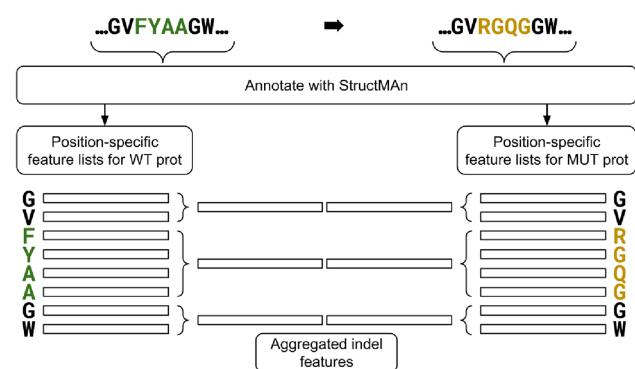 ...GVFYAAGW... ➡ ...GVRGQGGW...
Annotate with StructMAn
Position-specific
feature lists for WT prot
Position-specific
feature lists for MUT prot
G
V
F
Y
A
A
G
W
R
G
Q
G
G
V
G
W
Aggregated indel
features